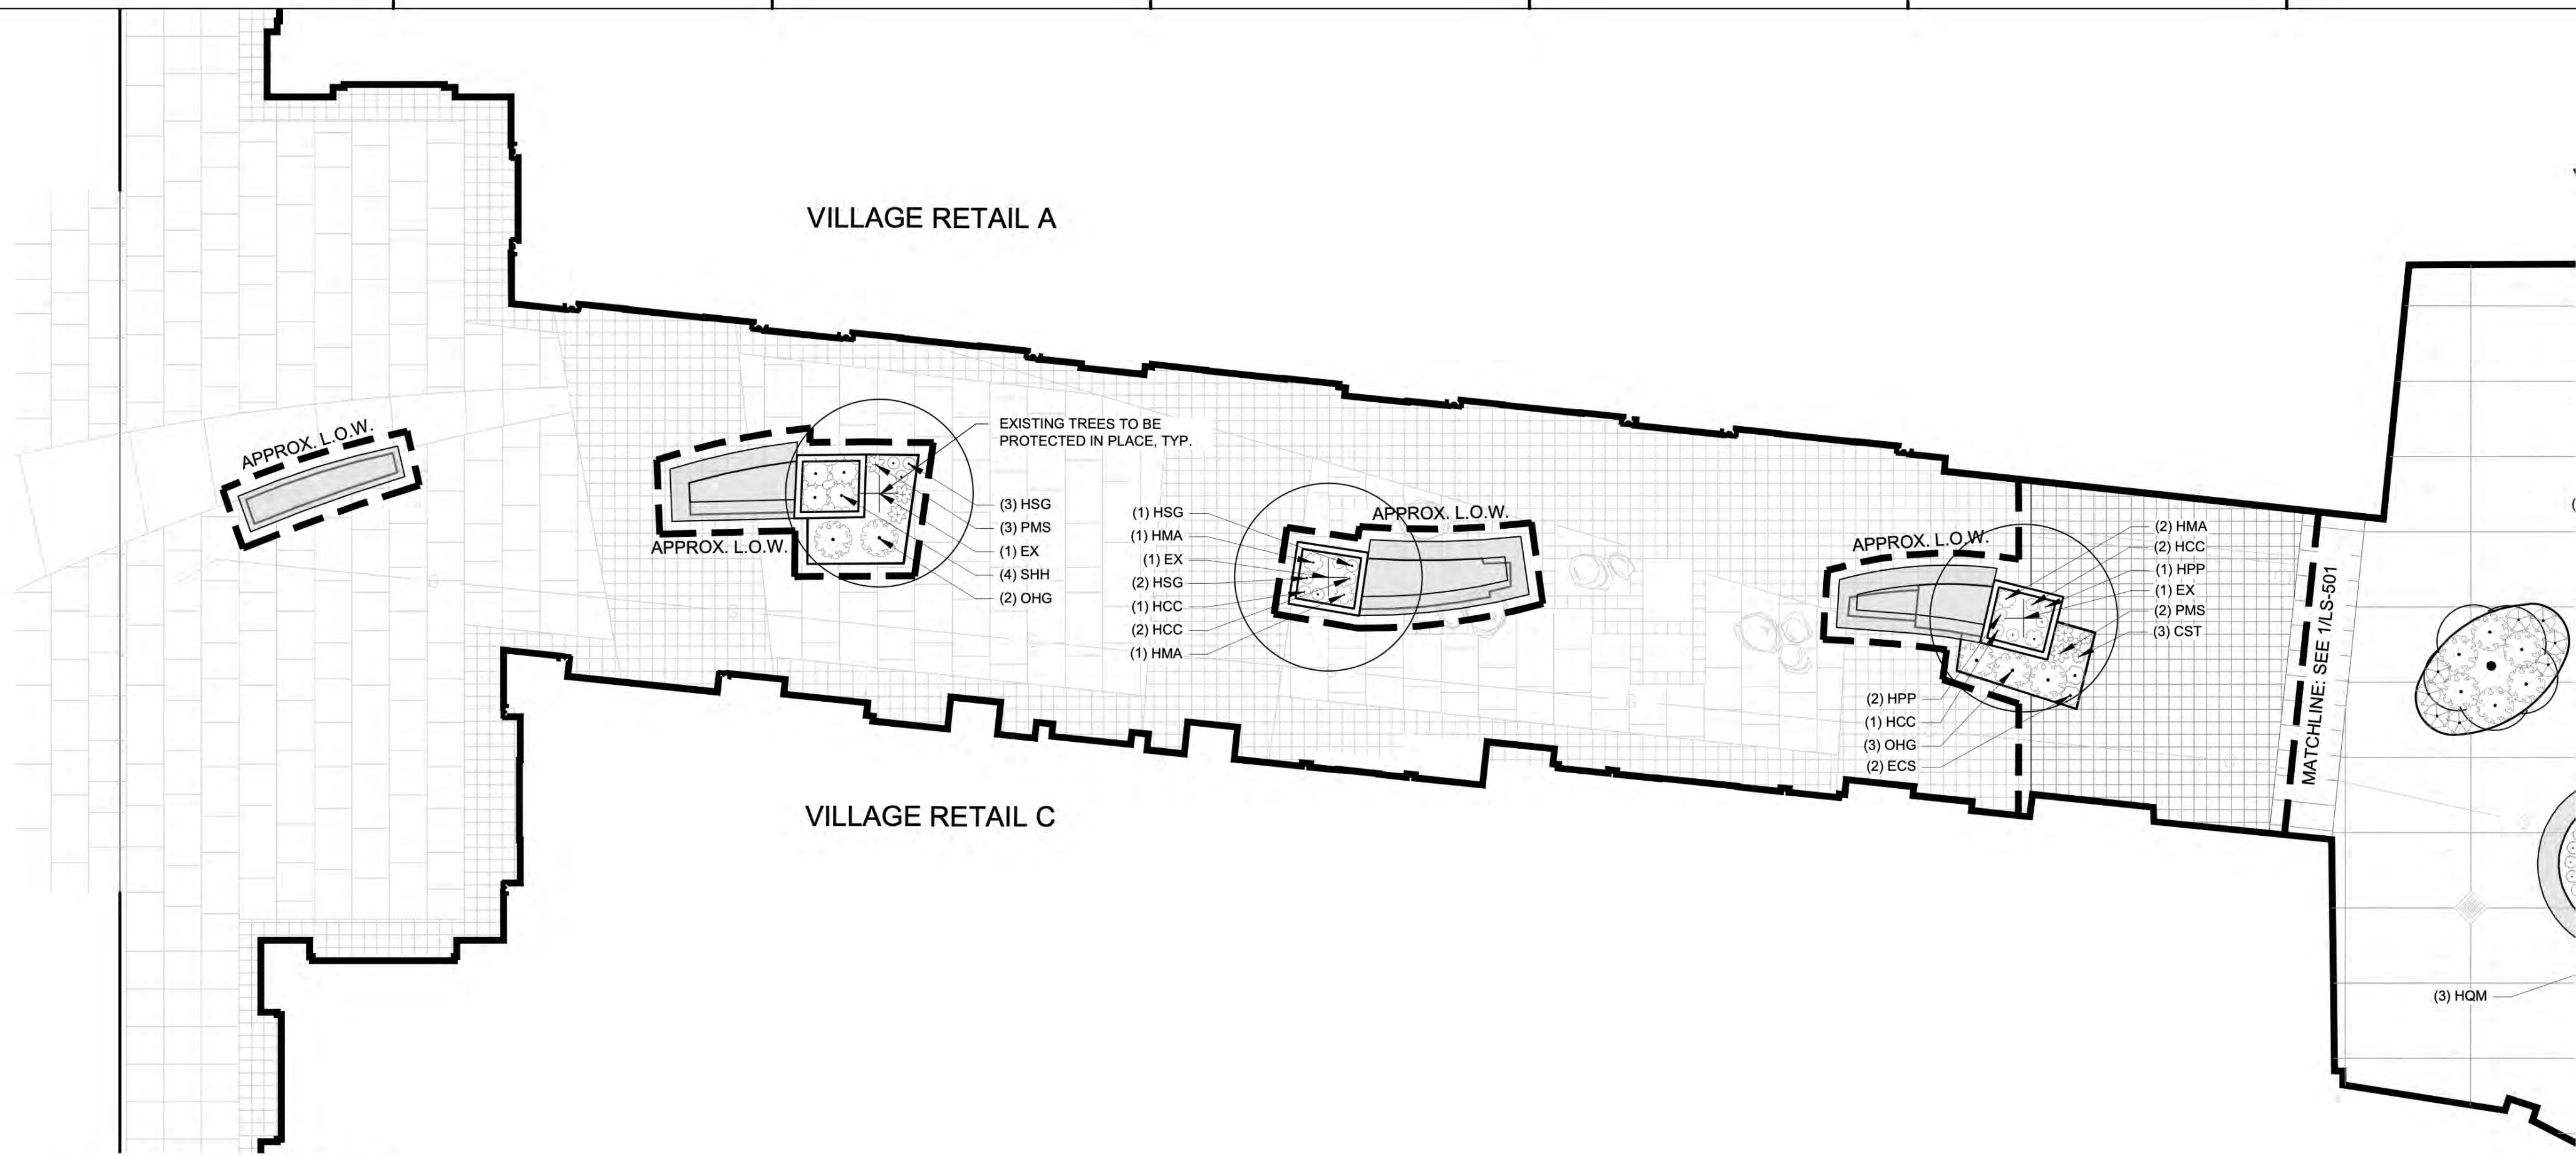 VILLAGE RETAIL A
APPROX. L.O.W.
EXISTING TREES TO BE
PROTECTED IN PLACE, TYP.
(3) HSG
(3) PMS
(1) EX
(4) SHH
(2) OHG
APPROX. L.O.W.
(1) HSG
(1) HMA
(1) EX
(2) HSG
(1) HCC
(2) HCC
(1) HMA
APPROX. L.O.W.
APPROX. L.O.W.
(2) HMA
(2) HCC
(1) HPP
(1) EX
(2) PMS
(3) CST
(2) HPP
(1) HCC
(3) OHG
(2) ECS
MATCHLINE: SEE 1/LS-501
VILLAGE RETAIL C
(3) HQM
G
G
G
G
G
G